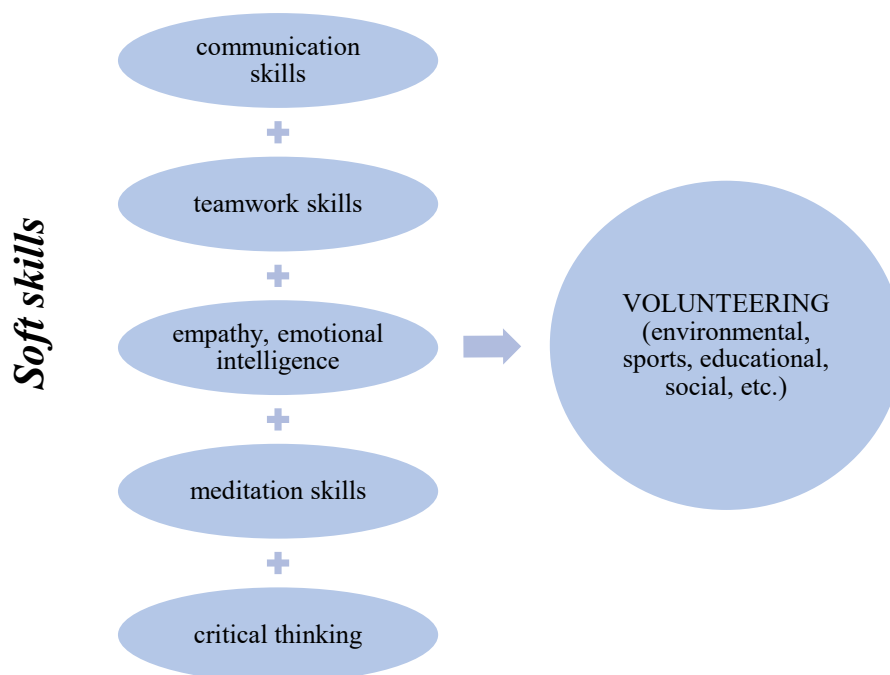 Soft skills
communication
skills
teamwork skills
empathy, emotional
intelligence
meditation skills
critical thinking
VOLUNTEERING
(environmental,
sports, educational,
social, etc.)